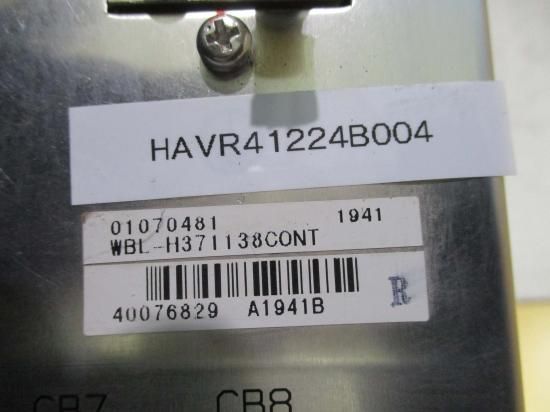 HAVR41224B004
01070481 1941
WBL-H371138CONT
40076829 A1941B R
CB7 CB8